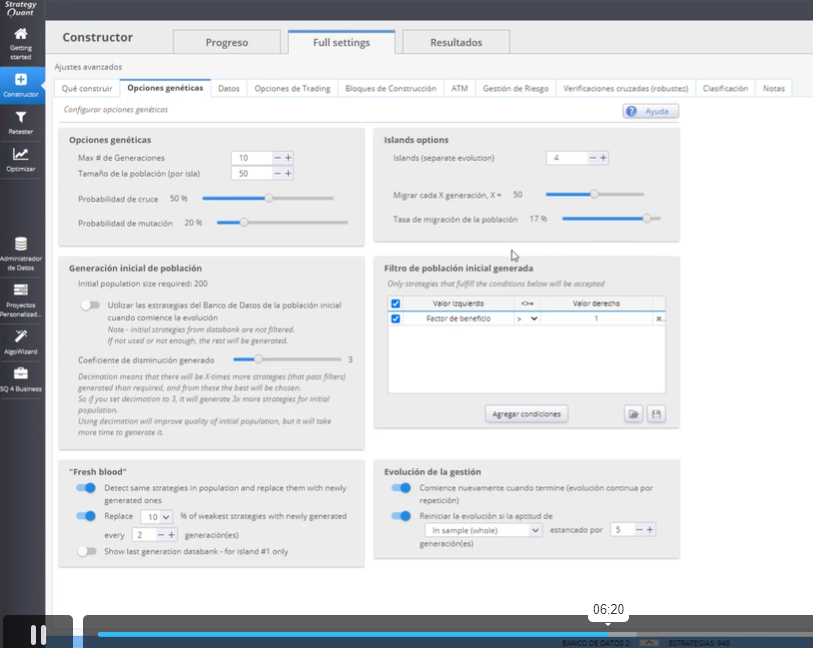 Strategy
Quant
Getting
started
Constructor
Retester
Optimizar
Administrador
de Datos
Proyectos
Personalizad...
AlgoWizard
SQ 4 Business
Constructor
Progreso
Full settings
Resultados
Ajustes avanzados
Qué construir
Opciones genéticas
Datos
Opciones de Trading
Bloques de Construcción
ATM
Gestión de Riesgo
Verificaciones cruzadas (robustez)
Clasificación
Notas
Configurar opciones genéticas
? Ayuda
Opciones genéticas
Max # de Generaciones 10 − +
Tamaño de la población (por isla) 50 − +
Probabilidad de cruce 50 %
Probabilidad de mutación 20 %
Islands options
Islands (separate evolution) 4 − +
Migrar cada X generación, X = 50
Tasa de migración de la población 17 %
Generación inicial de población
Initial population size required: 200
Utilizar las estrategias del Banco de Datos de la población inicial
cuando comience la evolución
Note - initial strategies from databank are not filtered.
If not used or not enough, the rest will be generated.
Coeficiente de disminución generado 3
Decimation means that there will be X-times more strategies (that pass filters)
generated than required, and from these the best will be chosen.
So if you set decimation to 3, it will generate 3x more strategies for initial
population.
Using decimation will improve quality of initial population, but it will take
more time to generate it.
Filtro de población inicial generada
Only strategies that fulfill the conditions below will be accepted
Valor izquierdo <>= Valor derecho
Factor de beneficio > 1
Agregar condiciones
"Fresh blood"
Detect same strategies in population and replace them with newly
generated ones
Replace 10 % of weakest strategies with newly generated
every 2 − + generación(es)
Show last generation databank - for island #1 only
Evolución de la gestión
Comience nuevamente cuando termine (evolución continua por
repetición)
Reiniciar la evolución si la aptitud de
In sample (whole) estancado por 5 − +
generación(es)
06:20
BANCO DE DATOS 2
ESTRATEGIAS: 948